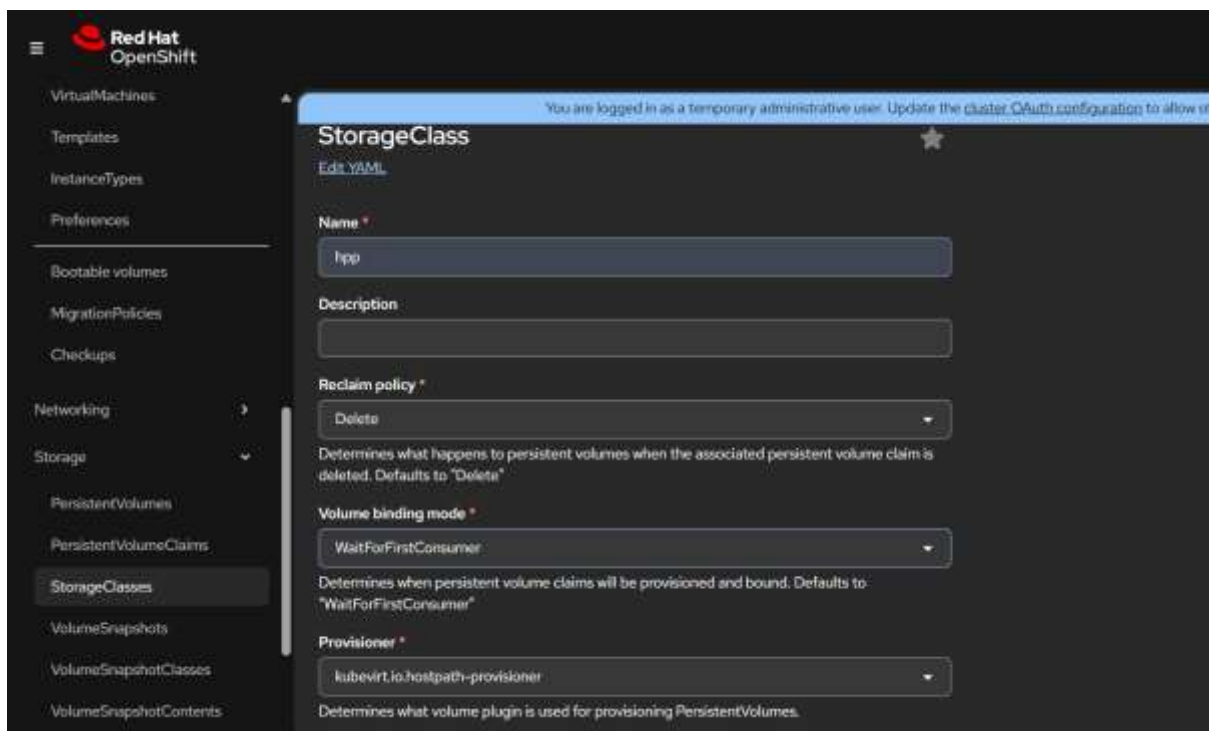 Red Hat
OpenShift
VirtualMachines
Templates
InstanceTypes
Preferences
Bootable volumes
MigrationPolicies
Checkups
Networking
Storage
PersistentVolumes
PersistentVolumeClaims
StorageClasses
VolumeSnapshots
VolumeSnapshotClasses
VolumeSnapshotContents
You are logged in as a temporary administrative user. Update the cluster OAuth configuration to allow
StorageClass
Edit YAML
Name *
hpp
Description
Reclaim policy *
Delete
Determines what happens to persistent volumes when the associated persistent volume claim is
deleted. Defaults to "Delete"
Volume binding mode *
WaitForFirstConsumer
Determines when persistent volume claims will be provisioned and bound. Defaults to
"WaitForFirstConsumer"
Provisioner *
kubevirt.io.hostpath-provisioner
Determines what volume plugin is used for provisioning PersistentVolumes.